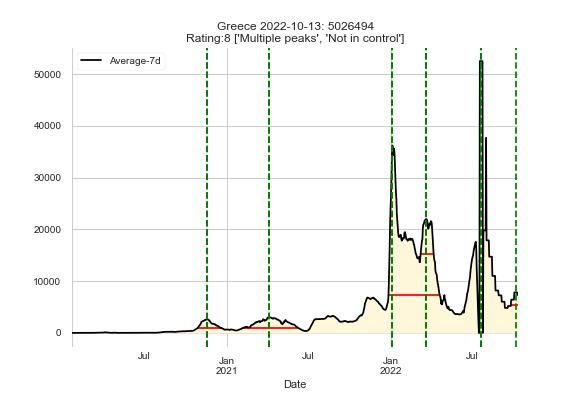 Greece 2022-10-13: 5026494
Rating:8 ['Multiple peaks', 'Not in control']
Average-7d
50000
40000
30000
20000
10000
0
Jul
Jan
2021
Jul
Jan
2022
Jul
Date